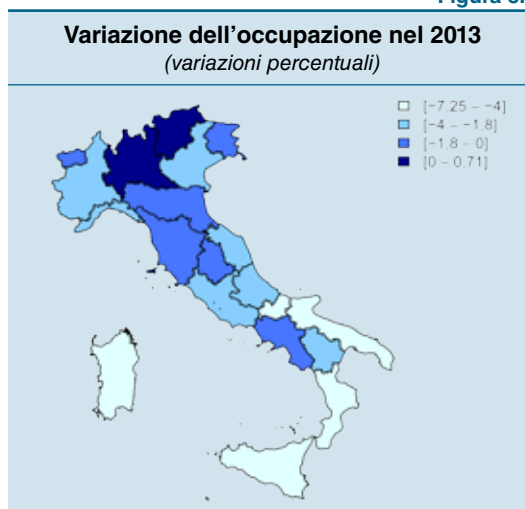 Figura
Variazione dell'occupazione nel 2013
(variazioni percentuali)
[−7.25 – −4]
[−4 – −1.8]
[−1.8 – 0]
[0 – 0.71]